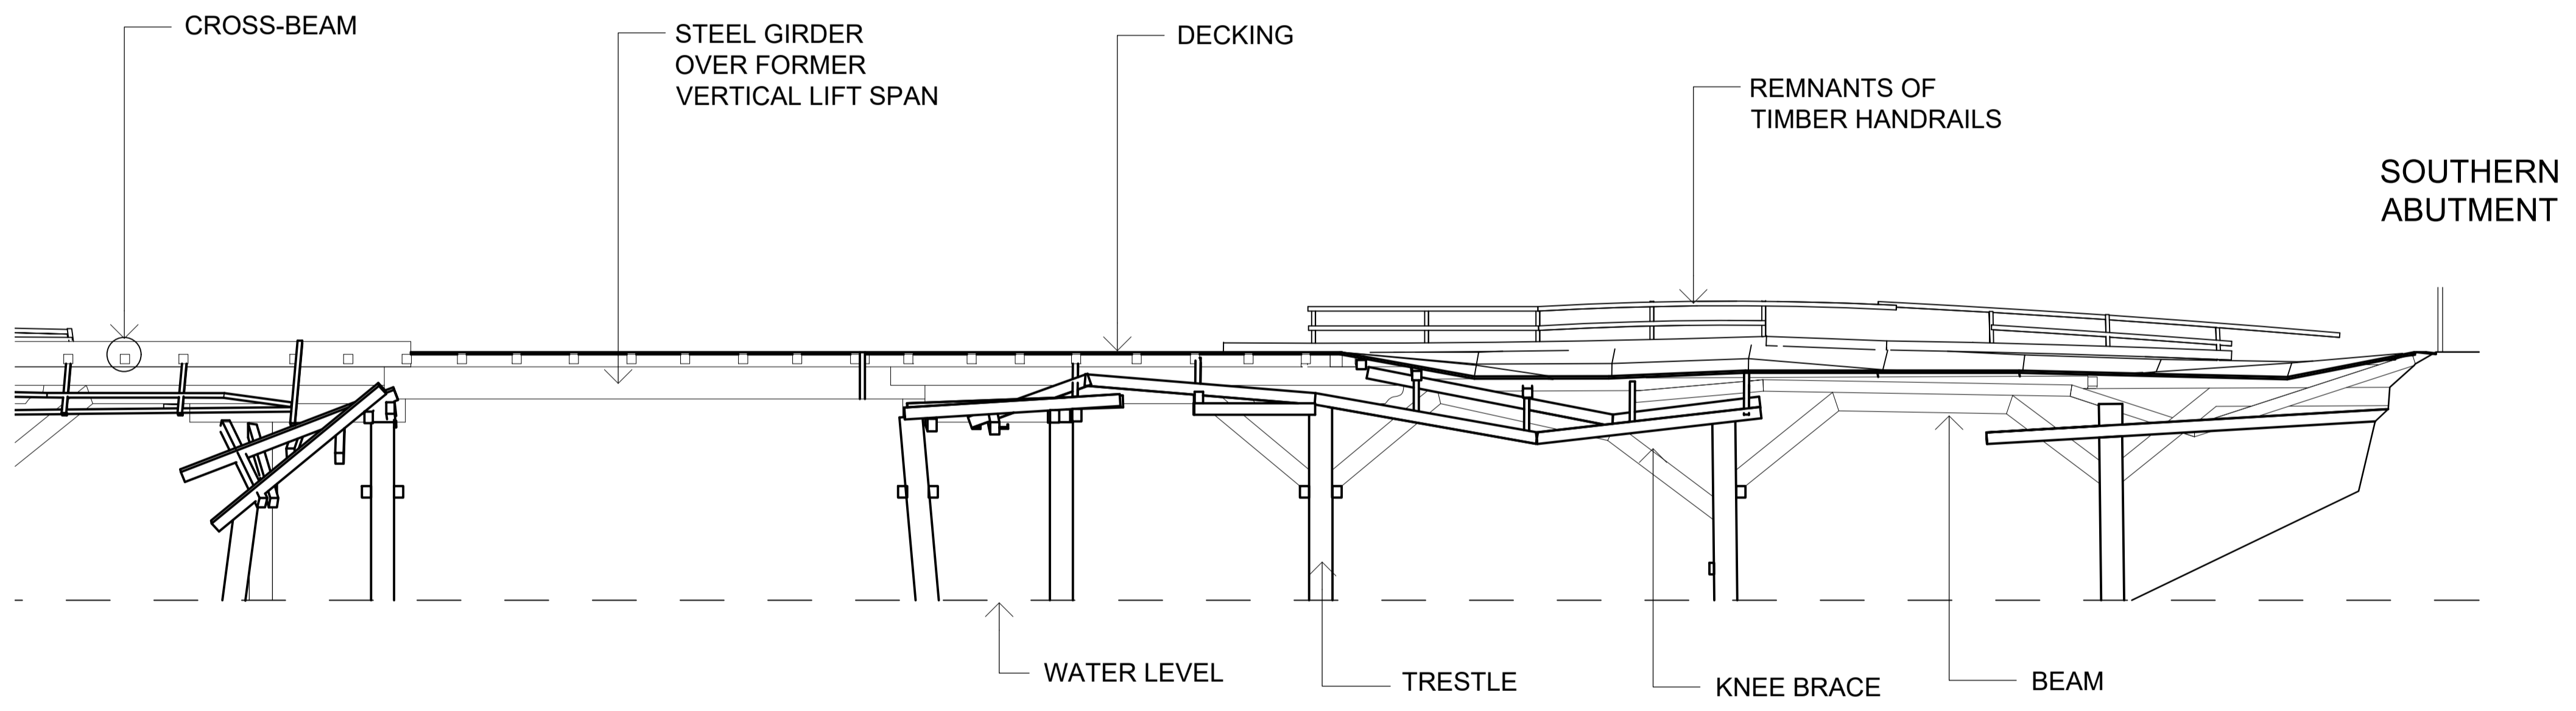 CROSS-BEAM
STEEL GIRDER
OVER FORMER
VERTICAL LIFT SPAN
DECKING
REMNANTS OF
TIMBER HANDRAILS
SOUTHERN
ABUTMENT
WATER LEVEL
TRESTLE
KNEE BRACE
BEAM